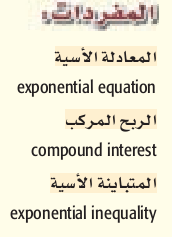 المفردات:
المعادلة الأسية
exponential equation
الربح المركب
compound interest
المتباينة الأسية
exponential inequality